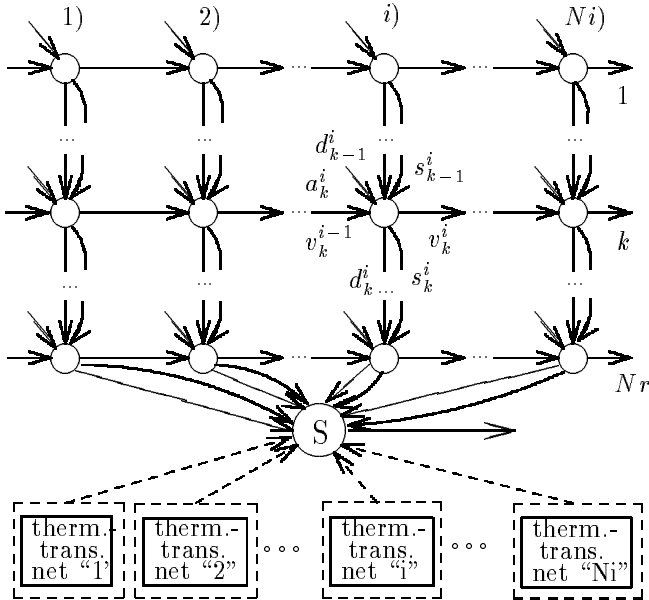 1) 2) i) Ni)
... ...
1
... ... ... ...
d^i_{k-1} s^i_{k-1}
a^i_k
... ...
v^{i-1}_k v^i_k k
d^i_k s^i_k
... ... ... ...
... ...
Nr
S
therm.- therm.- therm.- therm.-
trans. trans. trans. trans.
net “1” net “2” net “i” net “Ni”